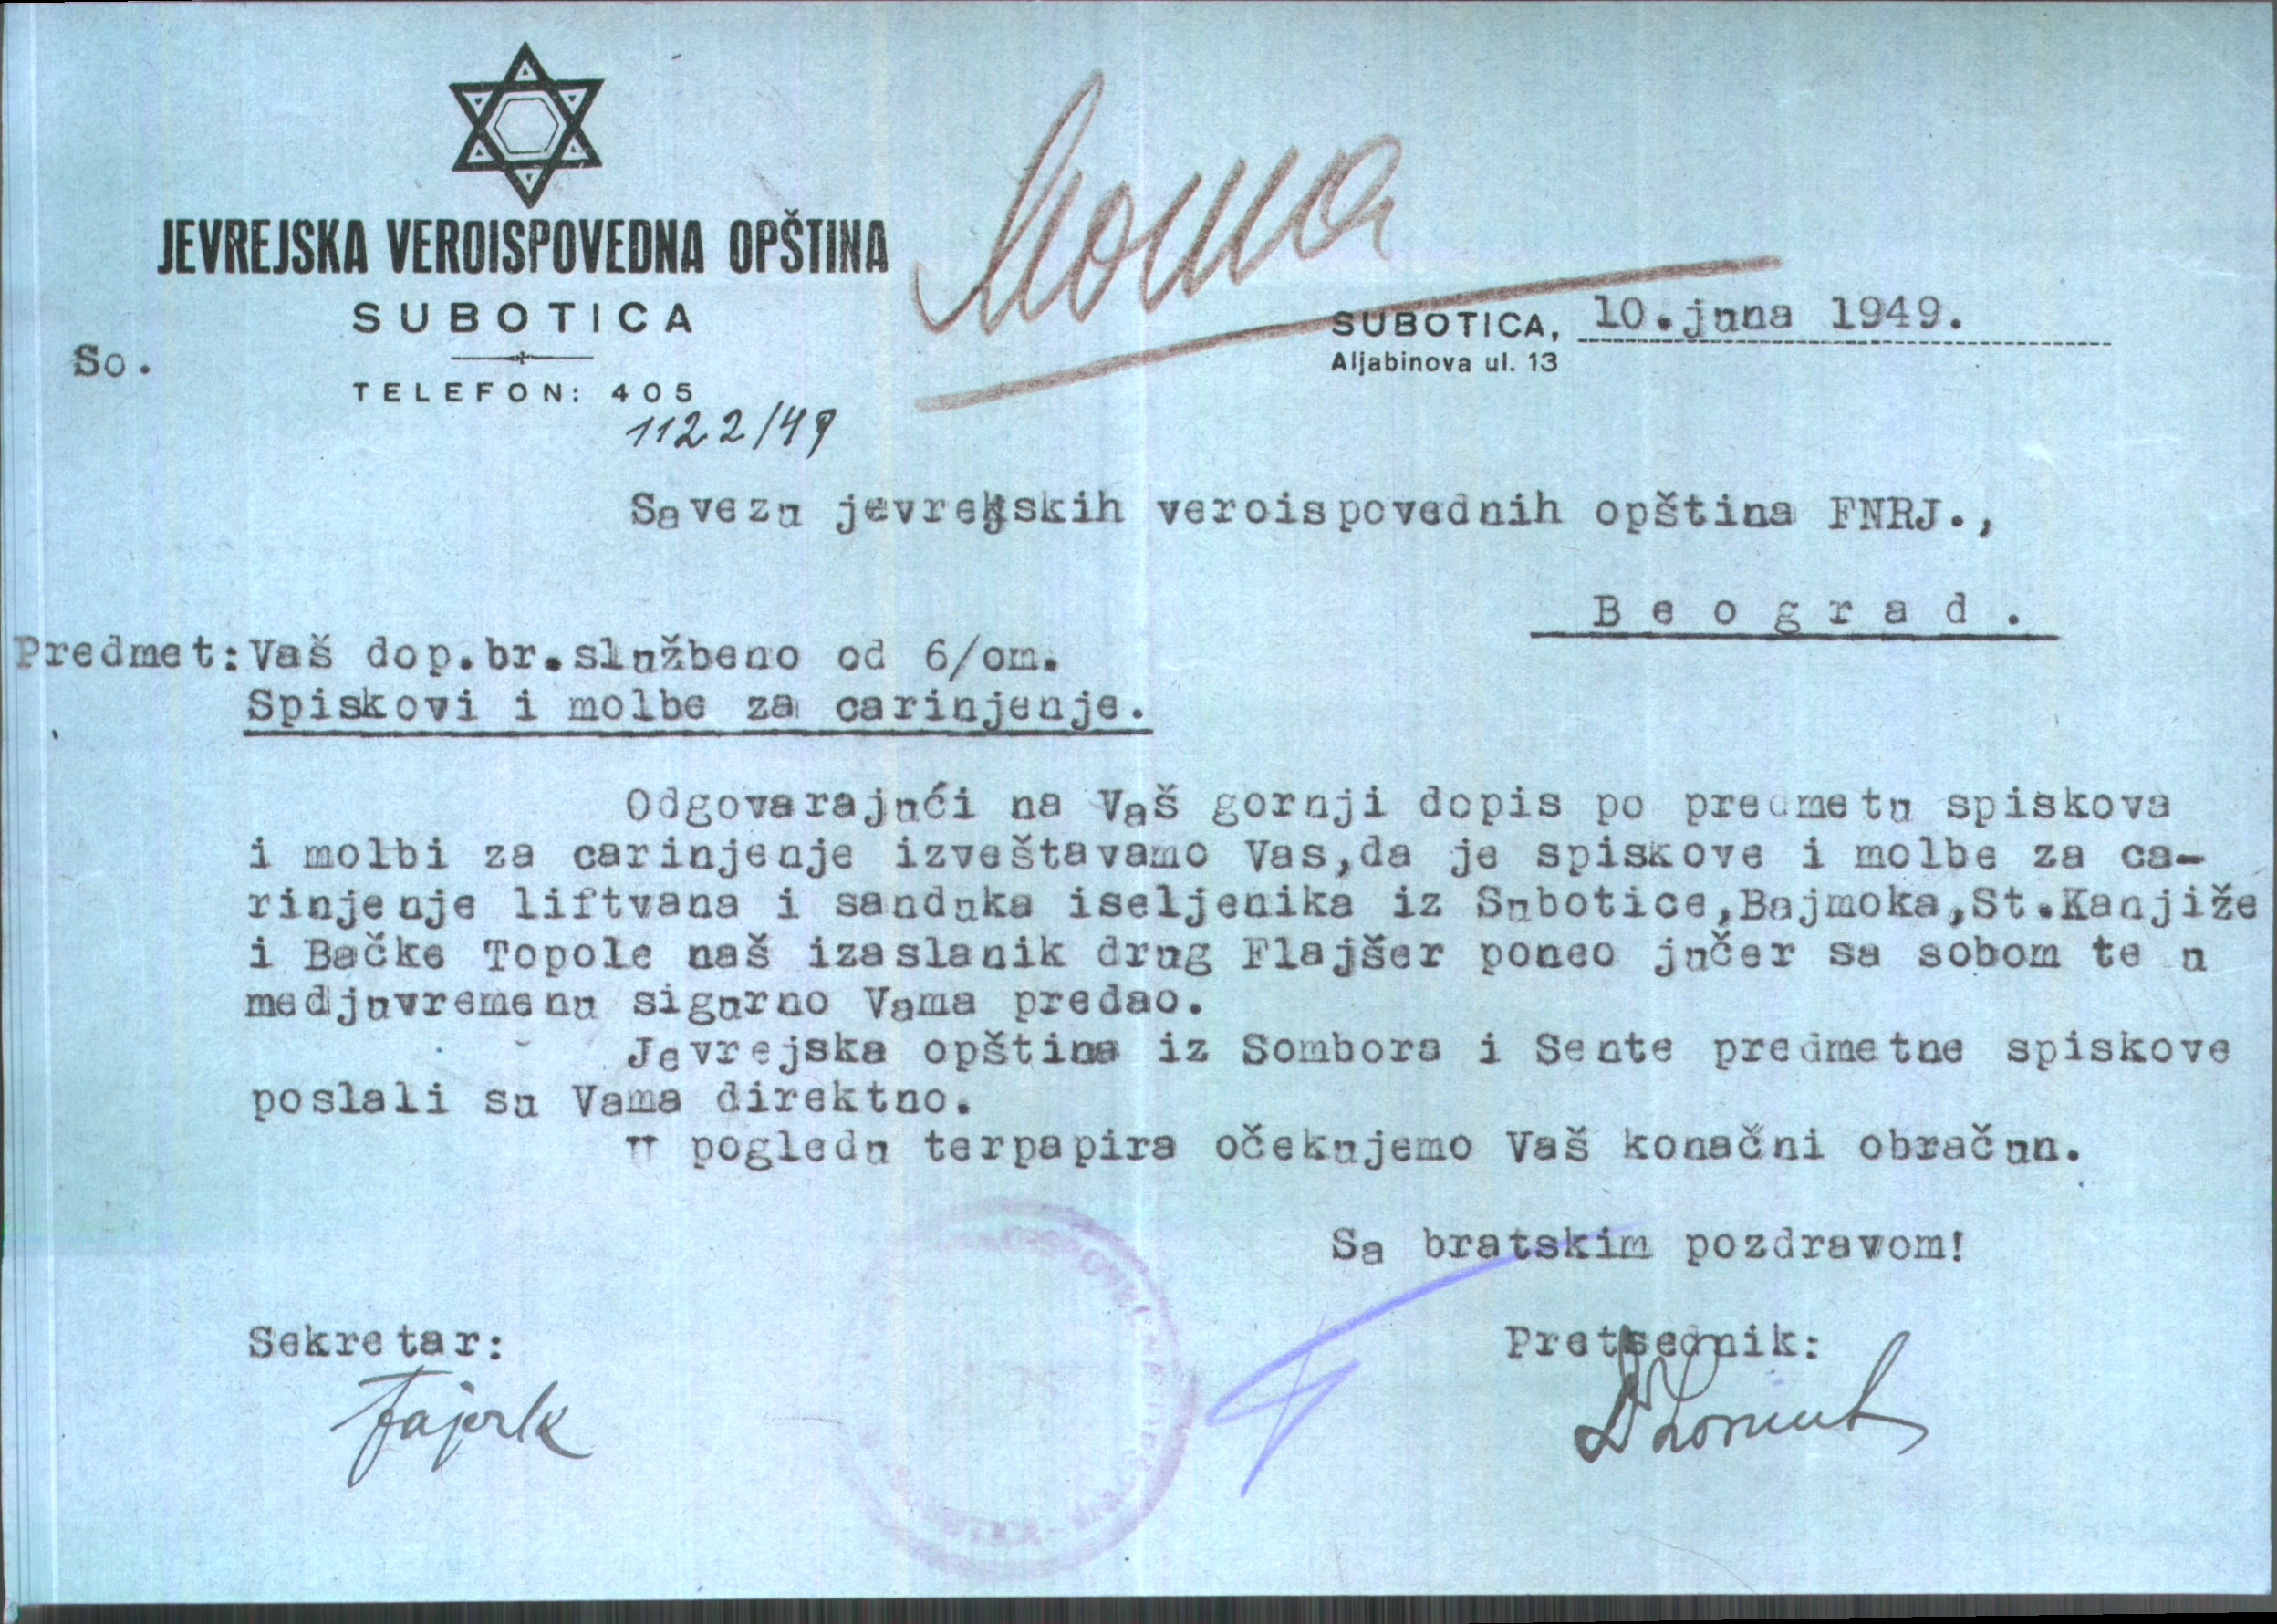 JEVREJSKA VEROISPOVEDNA OPŠTINA
SUBOTICA
So.
TELEFON: 405
1122/49
SUBOTICA, 10.juna 1949.
Aljabinova ul. 13
Savezu jevrejskih veroispovednih opština FNRJ.,
Beograd.
Predmet:Vaš dop.br.službeno od 6/om.
Spiskovi i molbe za carinjenje.
Odgovarajući na Vaš gornji dopis po predmetu spiskova
i molbi za carinjenje izveštavamo Vas,da je spiskove i molbe za ca-
rinjenje liftvana i sanduka iseljenika iz Subotice,Bajmoka,St.Kanjiže
i Bačke Topole naš izaslanik drug Flajšer poneo jučer sa sobom te u
medjuvremenu sigurno Vama predao.
Jevrejska opština iz Sombora i Sente predmetne spiskove
poslali su Vama direktno.
U pogledu terpapira očekujemo Vaš konačni obračun.
Sa bratskim pozdravom!
Sekretar:
Pretsednik: